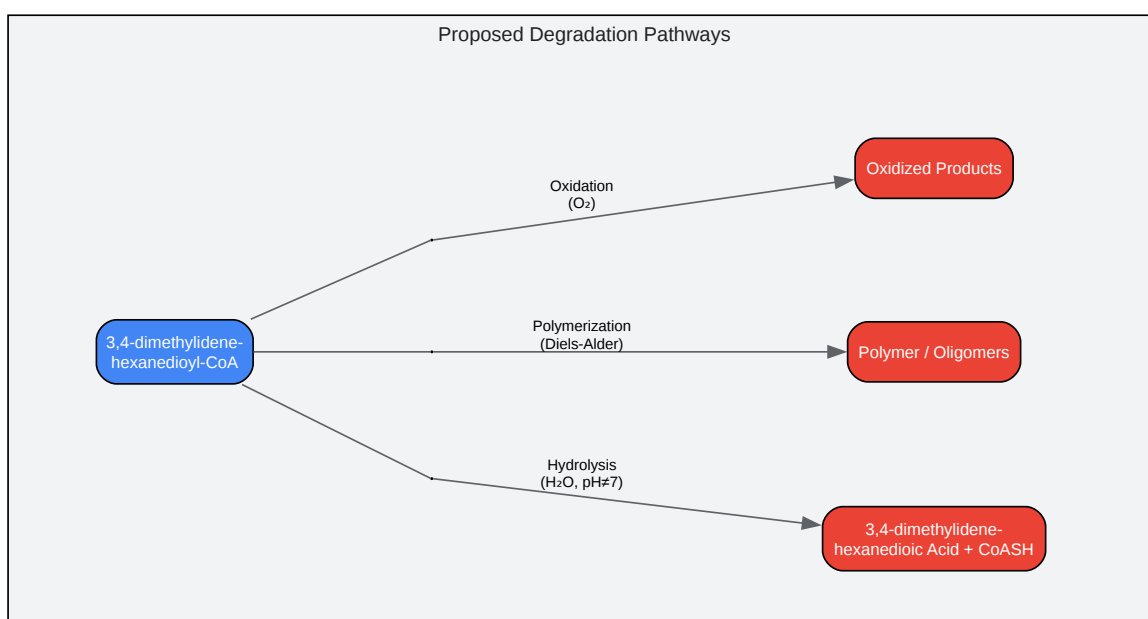 Proposed Degradation Pathways
Oxidized Products
Oxidation
(O₂)
3,4-dimethylidene-
hexanedioyl-CoA
Polymerization
(Diels-Alder)
Polymer / Oligomers
Hydrolysis
(H₂O, pH≠7)
3,4-dimethylidene-
hexanedioic Acid + CoASH